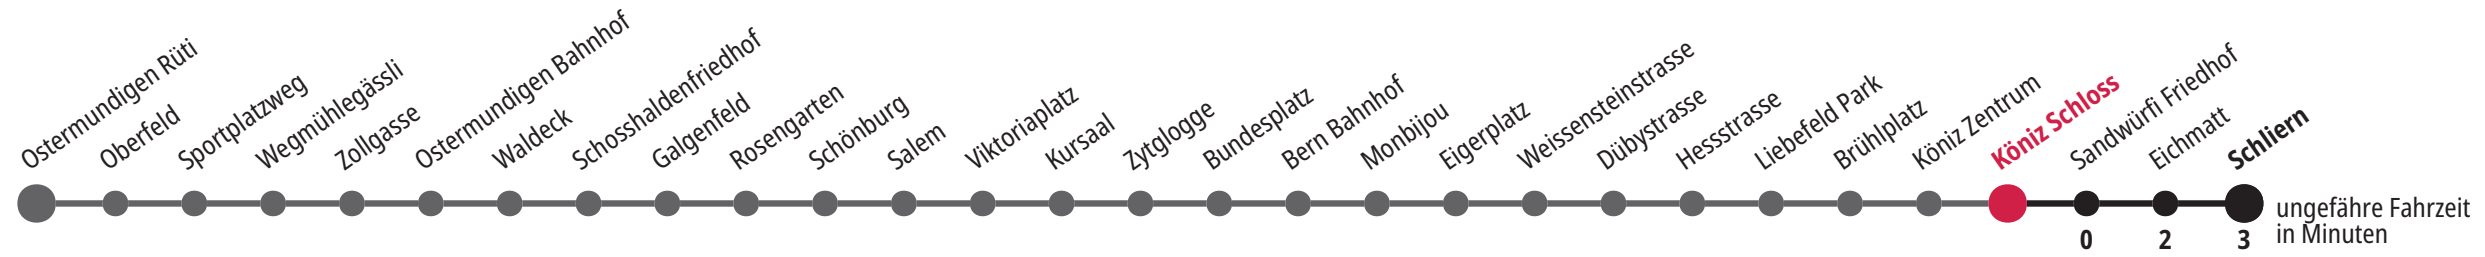 Ostermundigen Rüti
Oberfeld
Sportplatzweg
Wegmühlegässli
Zollgasse
Ostermundigen Bahnhof
Waldeck
Schosshaldenfriedhof
Galgenfeld
Rosengarten
Schönburg
Salem
Viktoriaplatz
Kursaal
Zytglogge
Bundesplatz
Bern Bahnhof
Monbijou
Eigerplatz
Weissensteinstrasse
Dübystrasse
Hessstrasse
Liebefeld Park
Brühlplatz
Köniz Zentrum
Köniz Schloss
Sandwürfi Friedhof
Eichmatt
Schliern
0
2
3
ungefähre Fahrzeit
in Minuten